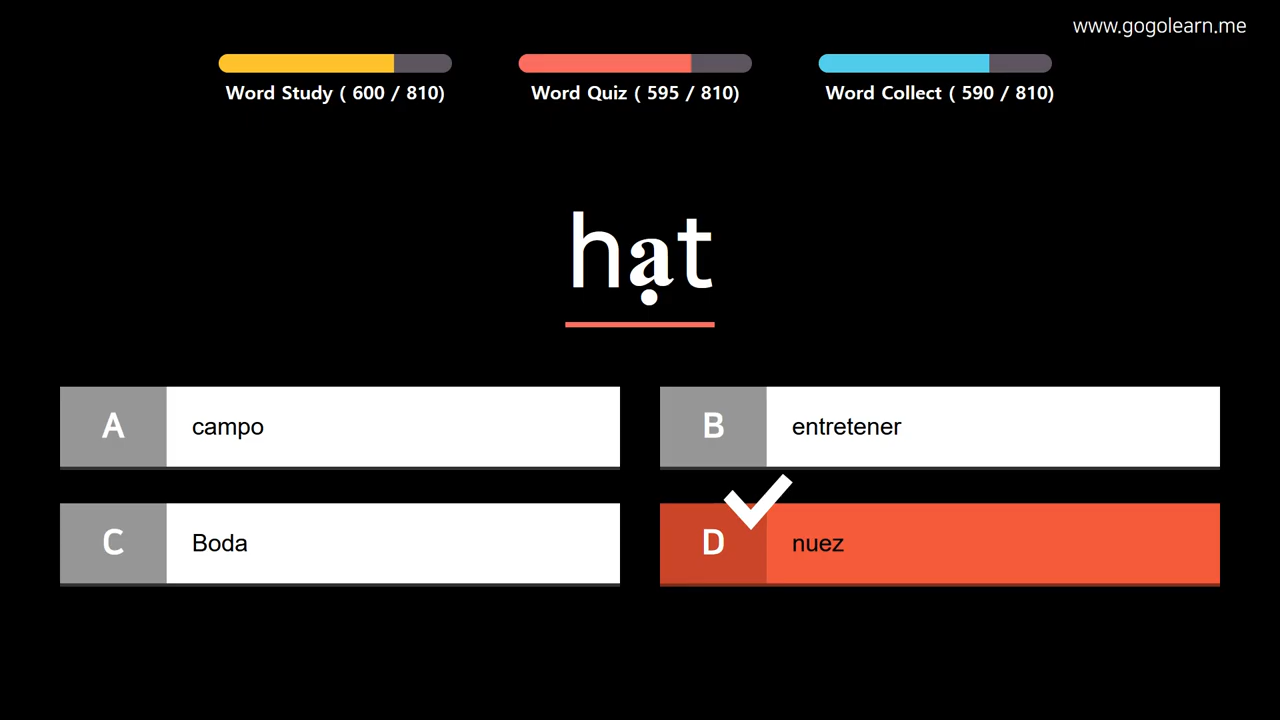 www.gogolearn.me
Word Study ( 600 / 810)
Word Quiz ( 595 / 810)
Word Collect ( 590 / 810)
hạt
A campo
B entretener
C Boda
D nuez